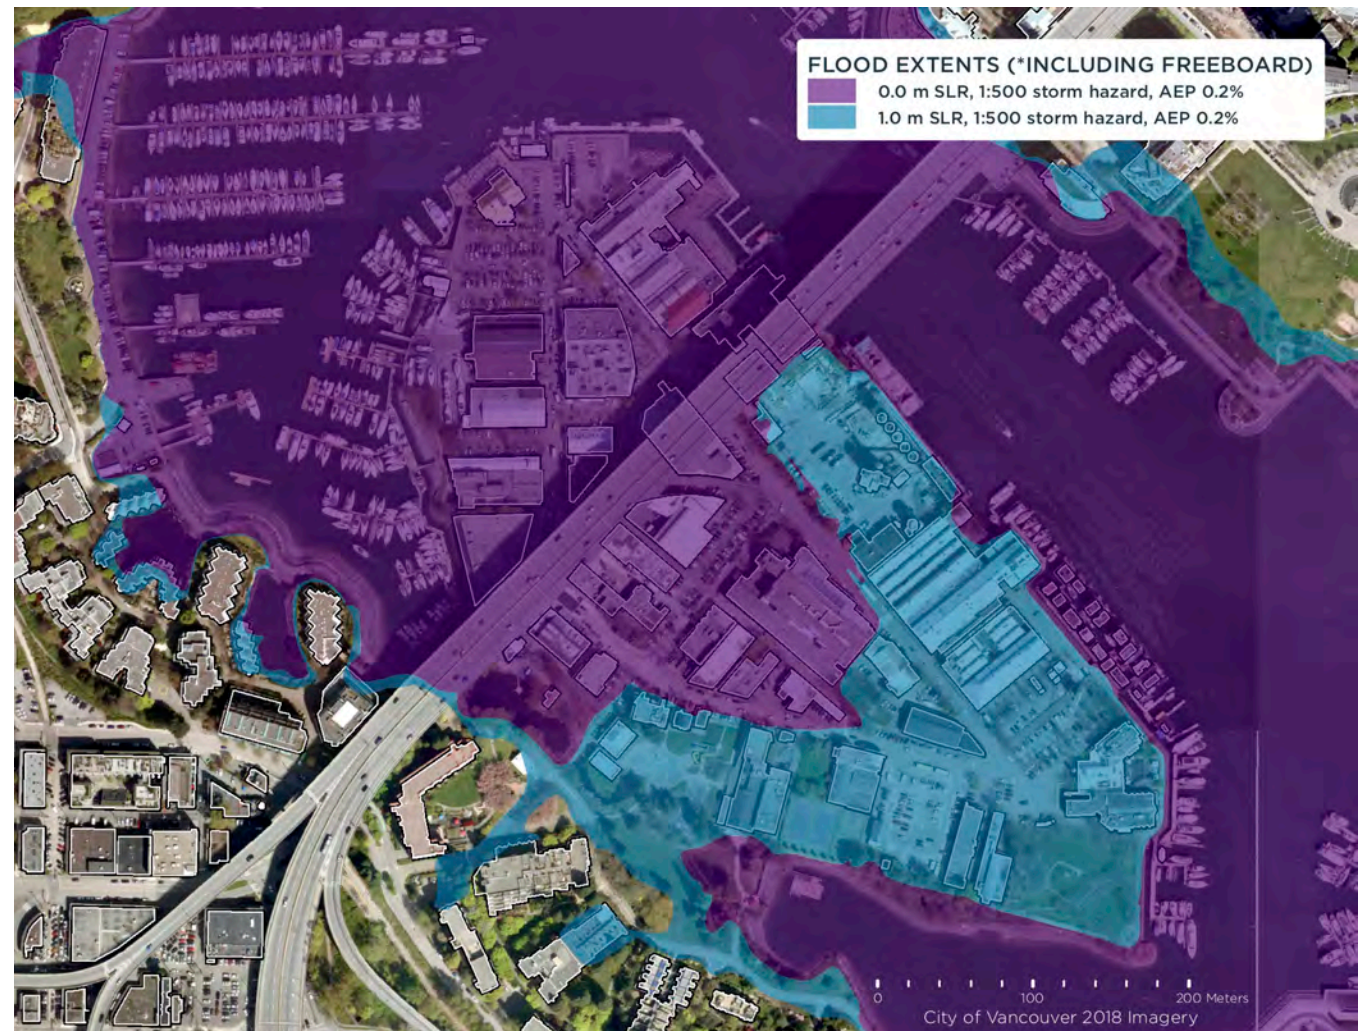 FLOOD EXTENTS (*INCLUDING FREEBOARD)
0.0 m SLR, 1:500 storm hazard, AEP 0.2%
1.0 m SLR, 1:500 storm hazard, AEP 0.2%
0 100 200 Meters
City of Vancouver 2018 Imagery